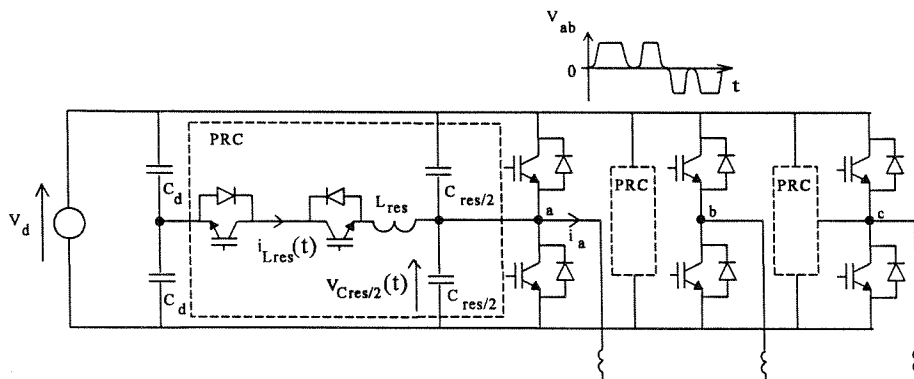 V_ab
0
t
PRC
C_d
C_res/2
L_res
a
b
c
PRC
PRC
V_d
i_Lres(t)
i_a
V_Cres/2(t)
C_d
C_res/2